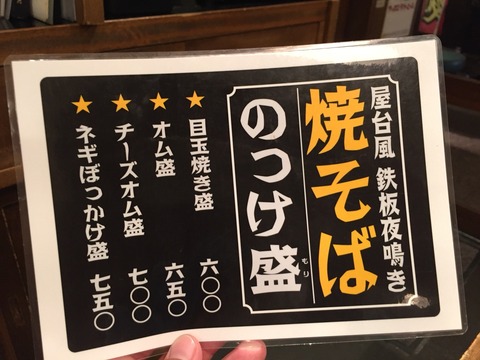 屋台風 鉄板夜鳴き
焼そば
のっけ盛
もり
★目玉焼き盛 六〇〇
★オム盛 六五〇
★チーズオム盛 七〇〇
★ネギぼっかけ盛 七五〇